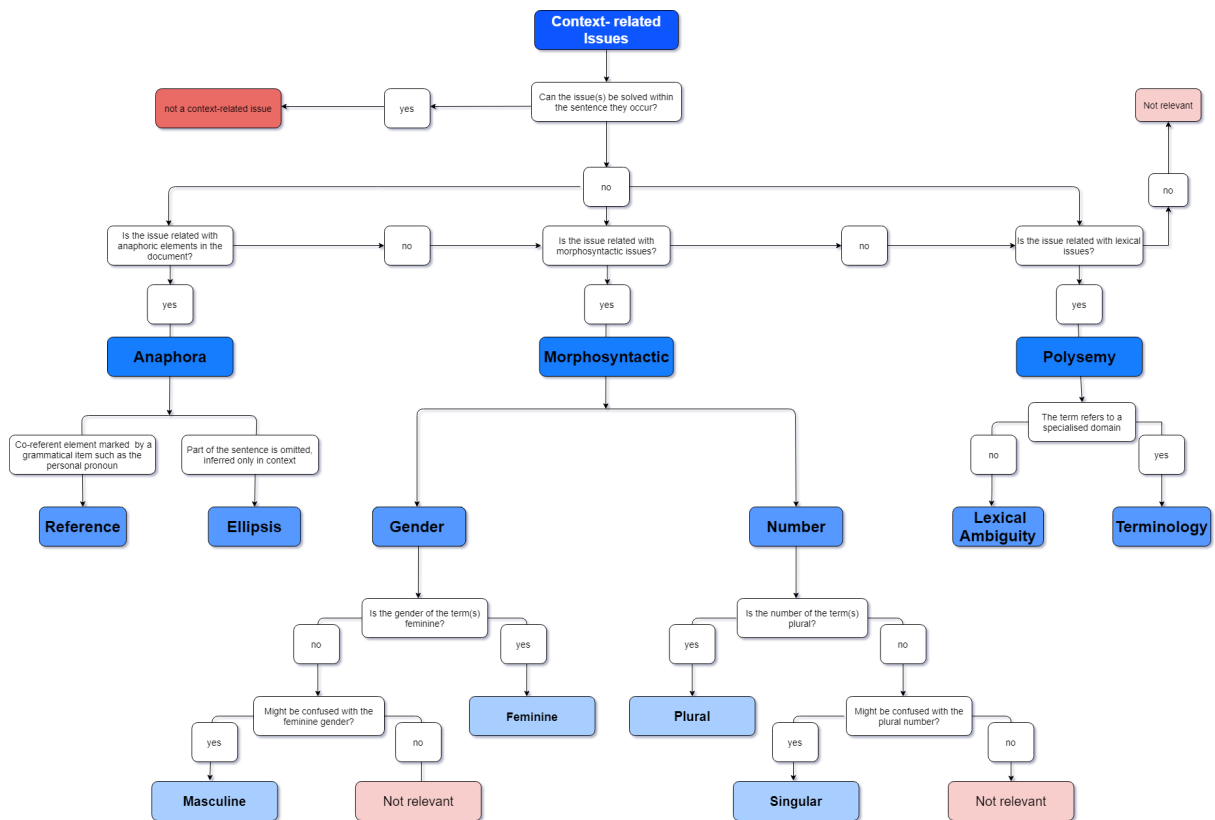 Context- related
Issues
Can the issue(s) be solved within
the sentence they occur?
yes
not a context-related issue
Not relevant
no
no
Is the issue related with
anaphoric elements in the
document?
no
Is the issue related with
morphosyntactic issues?
no
Is the issue related with lexical
issues?
yes
yes
yes
Anaphora
Morphosyntactic
Polysemy
Co-referent element marked by a
grammatical item such as the
personal pronoun
Part of the sentence is omitted,
inferred only in context
The term refers to a
specialised domain
no
yes
Reference
Ellipsis
Gender
Number
Lexical
Ambiguity
Terminology
Is the gender of the term(s)
feminine?
Is the number of the term(s)
plural?
no
yes
yes
no
Might be confused with the
feminine gender?
Feminine
Plural
Might be confused with the
plural number?
yes
no
yes
no
Masculine
Not relevant
Singular
Not relevant